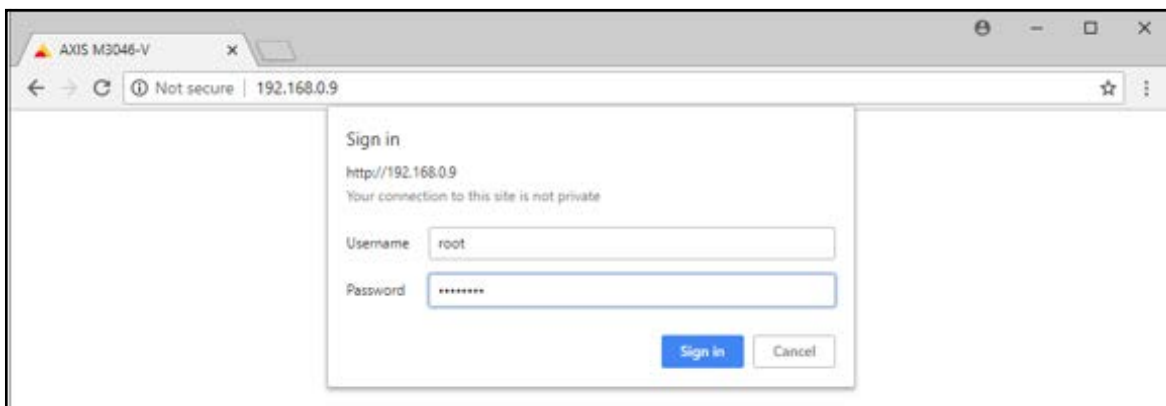 AXIS M3046-V
Not secure | 192.168.0.9
Sign in
http://192.168.0.9
Your connection to this site is not private
Username root
Password ••••••••
Sign in Cancel